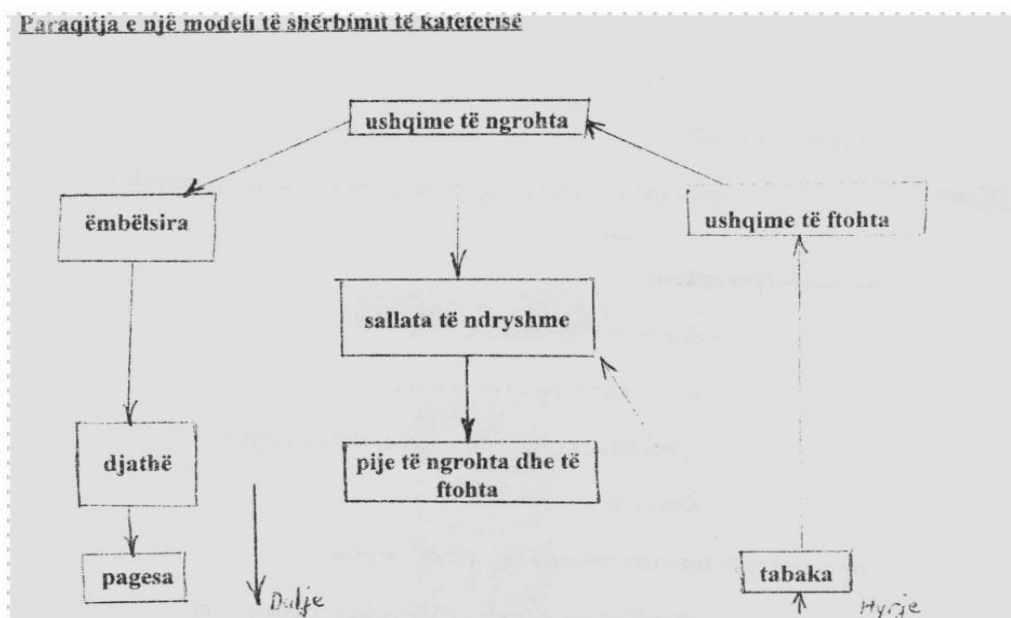 Paraqitja e një modeli të shërbimit të kafeterisë
ushqime të ngrohta
ëmbëlsira
ushqime të ftohta
sallata të ndryshme
djathë
pije të ngrohta dhe të
ftohta
pagesa
tabaka
Dalje
Hyrje